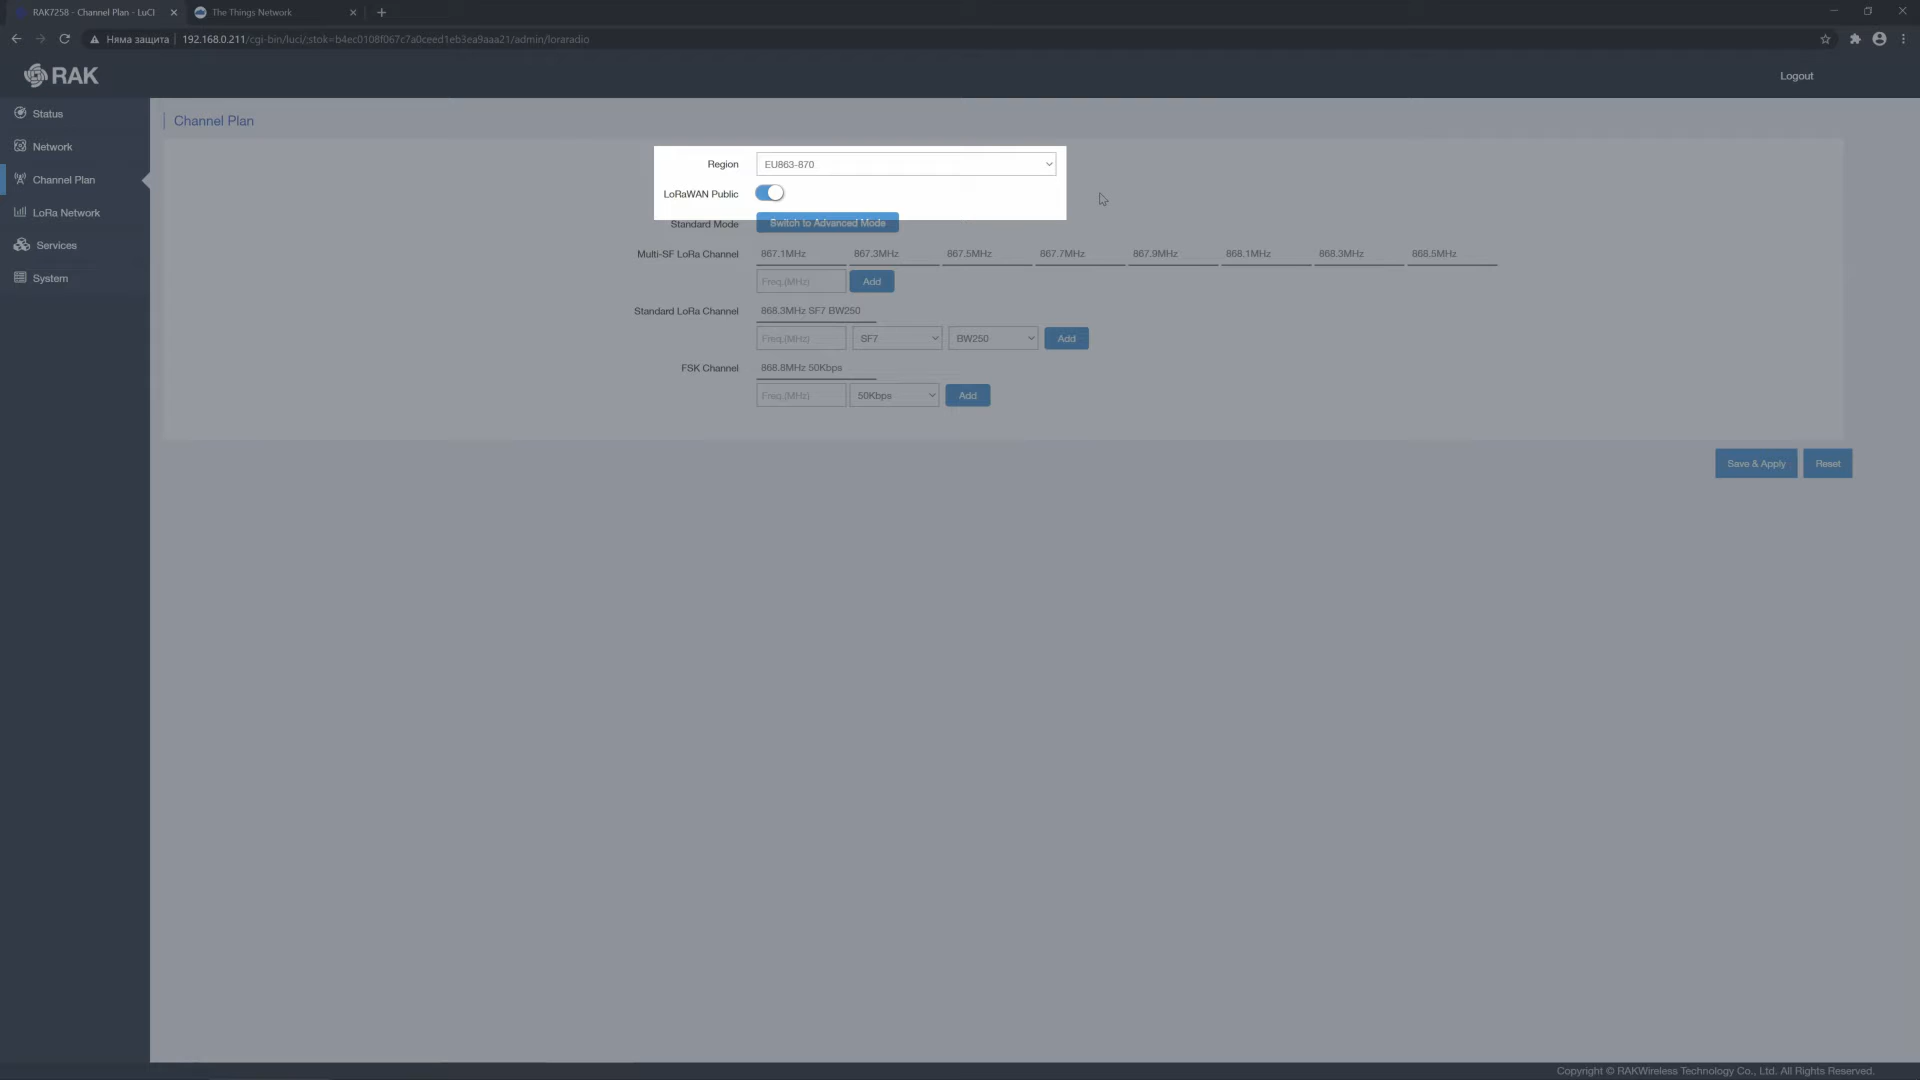 RAK7258 - Channel Plan - LuCI
The Things Network
Няма защита
192.168.0.211/cgi-bin/luci/;stok=b4ec0108f067c7a0ceed1eb3ea9aaa21/admin/loraradio
RAK
Logout
Status
Network
Channel Plan
LoRa Network
Services
System
Channel Plan
Region EU863-870
LoRaWAN Public
Standard Mode Switch to Advanced Mode
Multi-SF LoRa Channel 867.1MHz 867.3MHz 867.5MHz 867.7MHz 867.9MHz 868.1MHz 868.3MHz 868.5MHz
Freq.(MHz) Add
Standard LoRa Channel 868.3MHz SF7 BW250
Freq.(MHz) SF7 BW250 Add
FSK Channel 868.8MHz 50Kbps
Freq.(MHz) 50Kbps Add
Save & Apply Reset
Copyright © RAKWireless Technology Co., Ltd. All Rights Reserved.